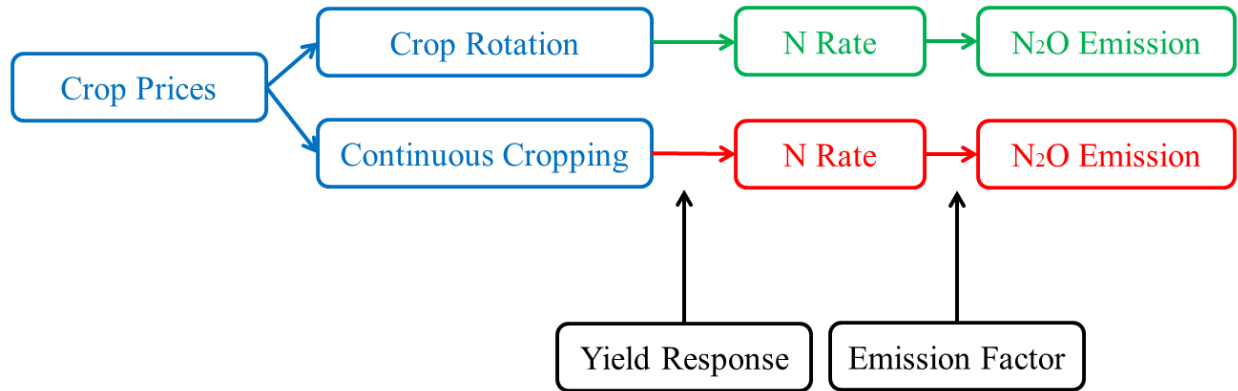 Crop Prices
Crop Rotation
N Rate
N₂O Emission
Continuous Cropping
N Rate
N₂O Emission
Yield Response
Emission Factor